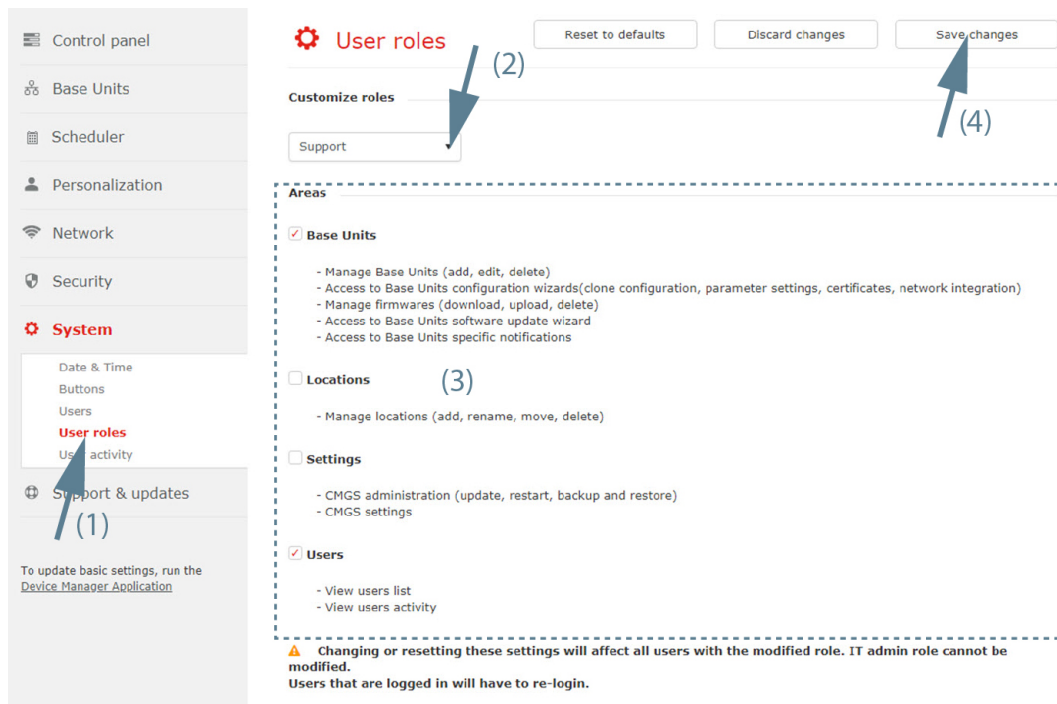 Control panel
Base Units
Scheduler
Personalization
Network
Security
System
Date & Time
Buttons
Users
User roles
User activity
Support & updates
(1)
To update basic settings, run the
Device Manager Application
User roles
Reset to defaults
Discard changes
Save changes
(2)
(4)
Customize roles
Support
Areas
Base Units
- Manage Base Units (add, edit, delete)
- Access to Base Units configuration wizards(clone configuration, parameter settings, certificates, network integration)
- Manage firmwares (download, upload, delete)
- Access to Base Units software update wizard
- Access to Base Units specific notifications
Locations
(3)
- Manage locations (add, rename, move, delete)
Settings
- CMGS administration (update, restart, backup and restore)
- CMGS settings
Users
- View users list
- View users activity
Changing or resetting these settings will affect all users with the modified role. IT admin role cannot be
modified.
Users that are logged in will have to re-login.